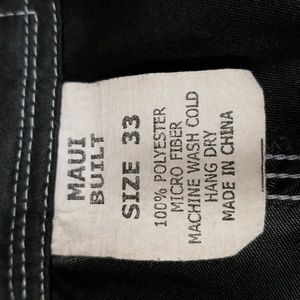 MAUI
BUILT
SIZE 33
100% POLYESTER
MICRO FIBER
MACHINE WASH COLD
HANG DRY
MADE IN CHINA